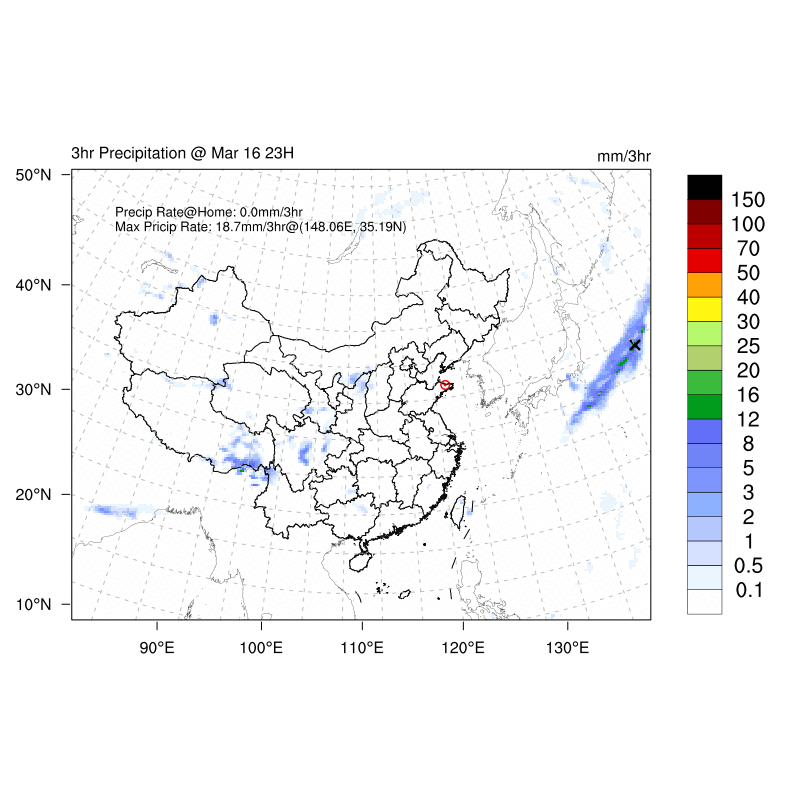 3hr Precipitation @ Mar 16 23H
mm/3hr
Precip Rate@Home: 0.0mm/3hr
Max Pricip Rate: 18.7mm/3hr@(148.06E, 35.19N)
50°N
40°N
30°N
20°N
10°N
90°E
100°E
110°E
120°E
130°E
150
100
70
50
40
30
25
20
16
12
8
5
3
2
1
0.5
0.1